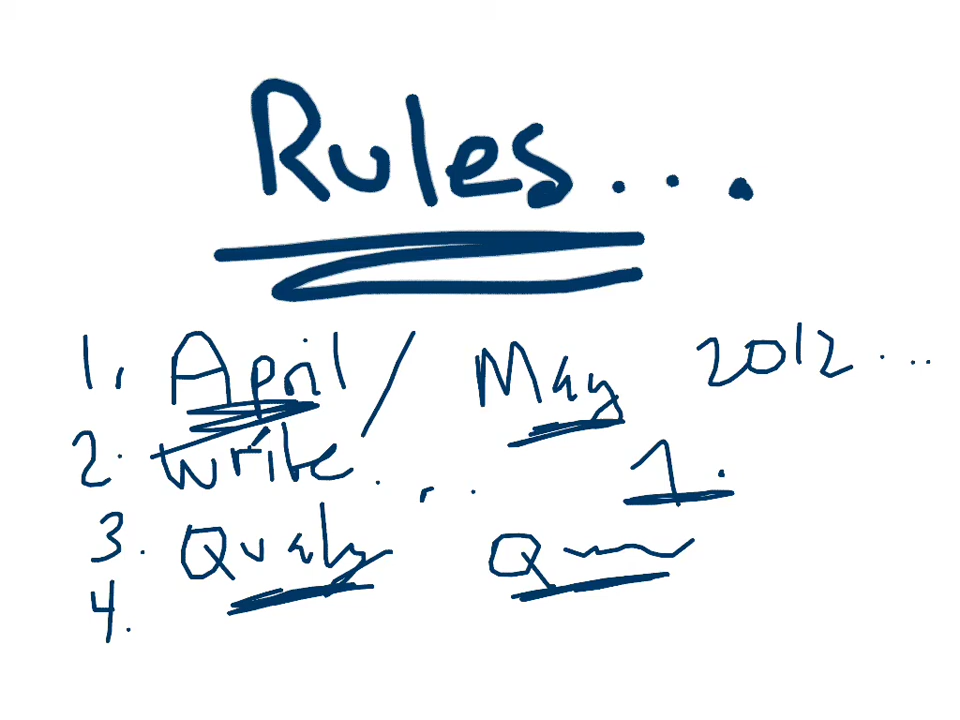 Rules...
1. April / May 2012 ....
2. write.... 1.
3. Q
4.